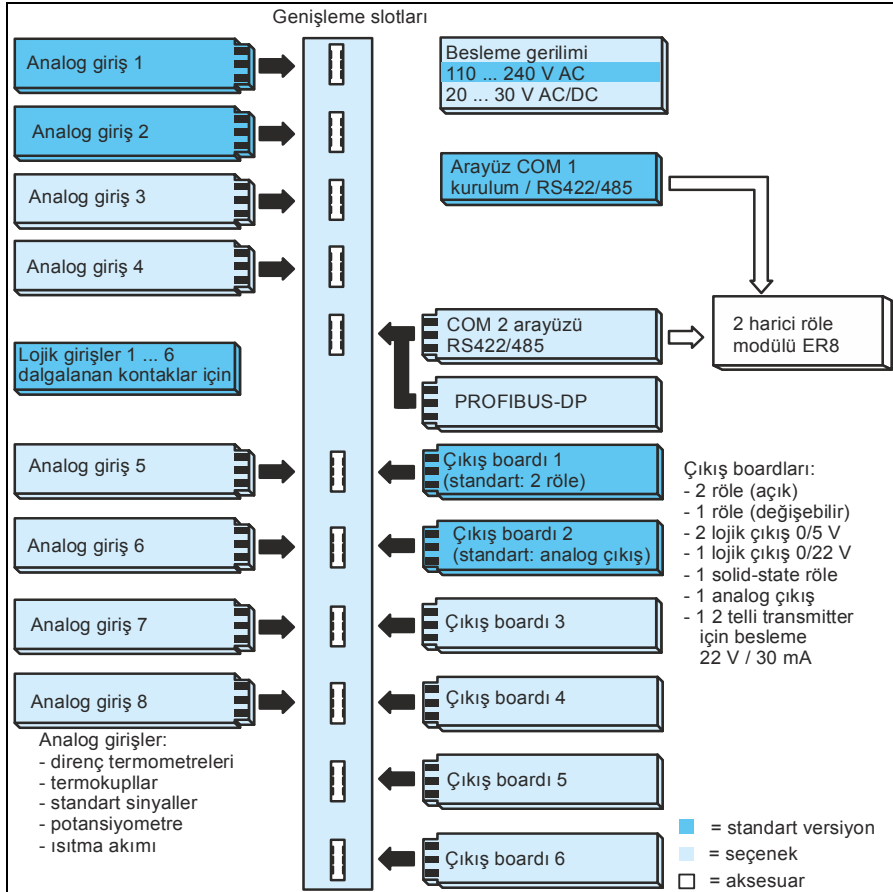 Genişleme slotları
Analog giriş 1
Analog giriş 2
Analog giriş 3
Analog giriş 4
Lojik girişler 1 ... 6
dalgalanan kontaklar için
Analog giriş 5
Analog giriş 6
Analog giriş 7
Analog giriş 8
Analog girişler:
- direnç termometreleri
- termokupllar
- standart sinyaller
- potansiyometre
- ısıtma akımı
Besleme gerilimi
110 ... 240 V AC
20 ... 30 V AC/DC
Arayüz COM 1
kurulum / RS422/485
COM 2 arayüzü
RS422/485
2 harici röle
modülü ER8
PROFIBUS-DP
Çıkış boardı 1
(standart: 2 röle)
Çıkış boardı 2
(standart: analog çıkış)
Çıkış boardı 3
Çıkış boardı 4
Çıkış boardı 5
Çıkış boardı 6
Çıkış boardları:
- 2 röle (açık)
- 1 röle (değişebilir)
- 2 lojik çıkış 0/5 V
- 1 lojik çıkış 0/22 V
- 1 solid-state röle
- 1 analog çıkış
- 1 2 telli transmitter
için besleme
22 V / 30 mA
= standart versiyon
= seçenek
= aksesuar